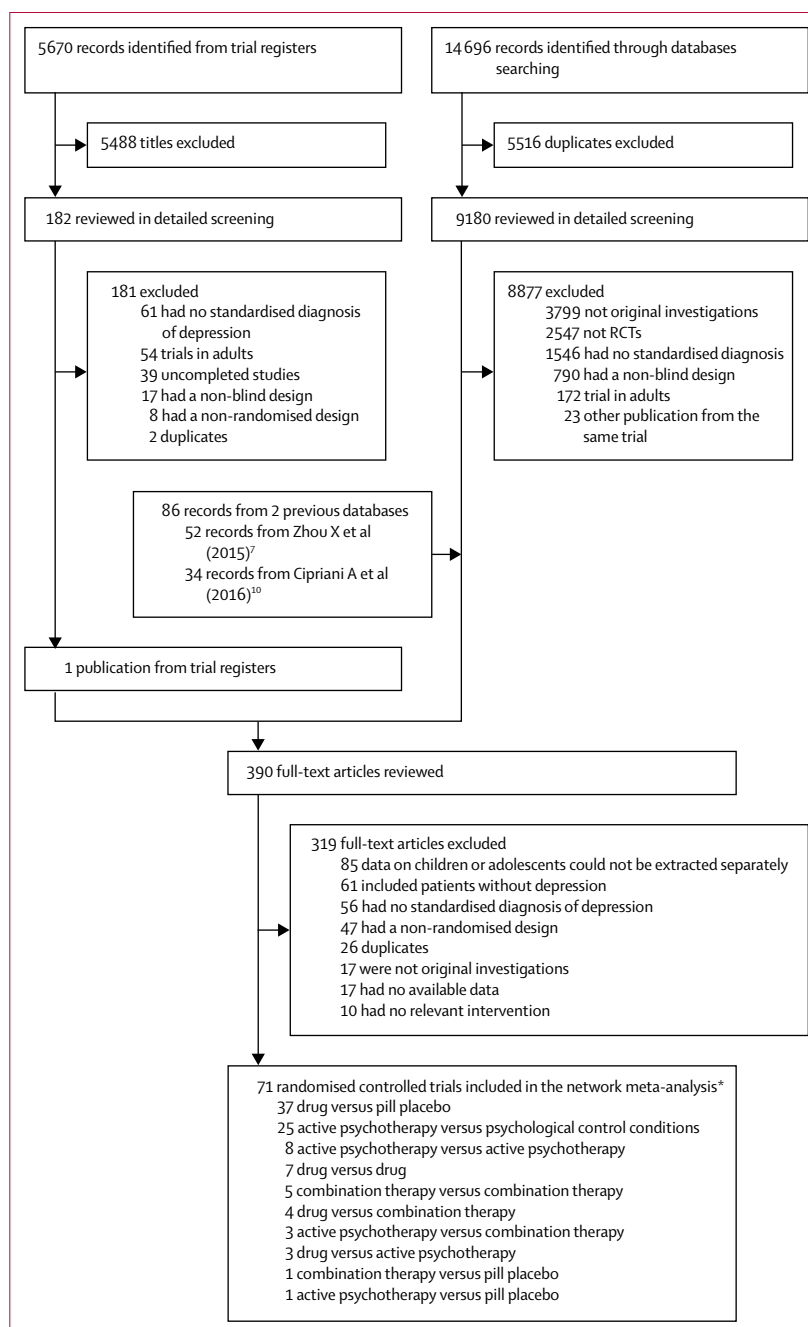 5670 records identified from trial registers
14 696 records identified through databases
searching
5488 titles excluded
5516 duplicates excluded
182 reviewed in detailed screening
9180 reviewed in detailed screening
181 excluded
61 had no standardised diagnosis
of depression
54 trials in adults
39 uncompleted studies
17 had a non-blind design
8 had a non-randomised design
2 duplicates
8877 excluded
3799 not original investigations
2547 not RCTs
1546 had no standardised diagnosis
790 had a non-blind design
172 trial in adults
23 other publication from the
same trial
86 records from 2 previous databases
52 records from Zhou X et al
(2015)⁷
34 records from Cipriani A et al
(2016)¹⁰
1 publication from trial registers
390 full-text articles reviewed
319 full-text articles excluded
85 data on children or adolescents could not be extracted separately
61 included patients without depression
56 had no standardised diagnosis of depression
47 had a non-randomised design
26 duplicates
17 were not original investigations
17 had no available data
10 had no relevant intervention
71 randomised controlled trials included in the network meta-analysis*
37 drug versus pill placebo
25 active psychotherapy versus psychological control conditions
8 active psychotherapy versus active psychotherapy
7 drug versus drug
5 combination therapy versus combination therapy
4 drug versus combination therapy
3 active psychotherapy versus combination therapy
3 drug versus active psychotherapy
1 combination therapy versus pill placebo
1 active psychotherapy versus pill placebo